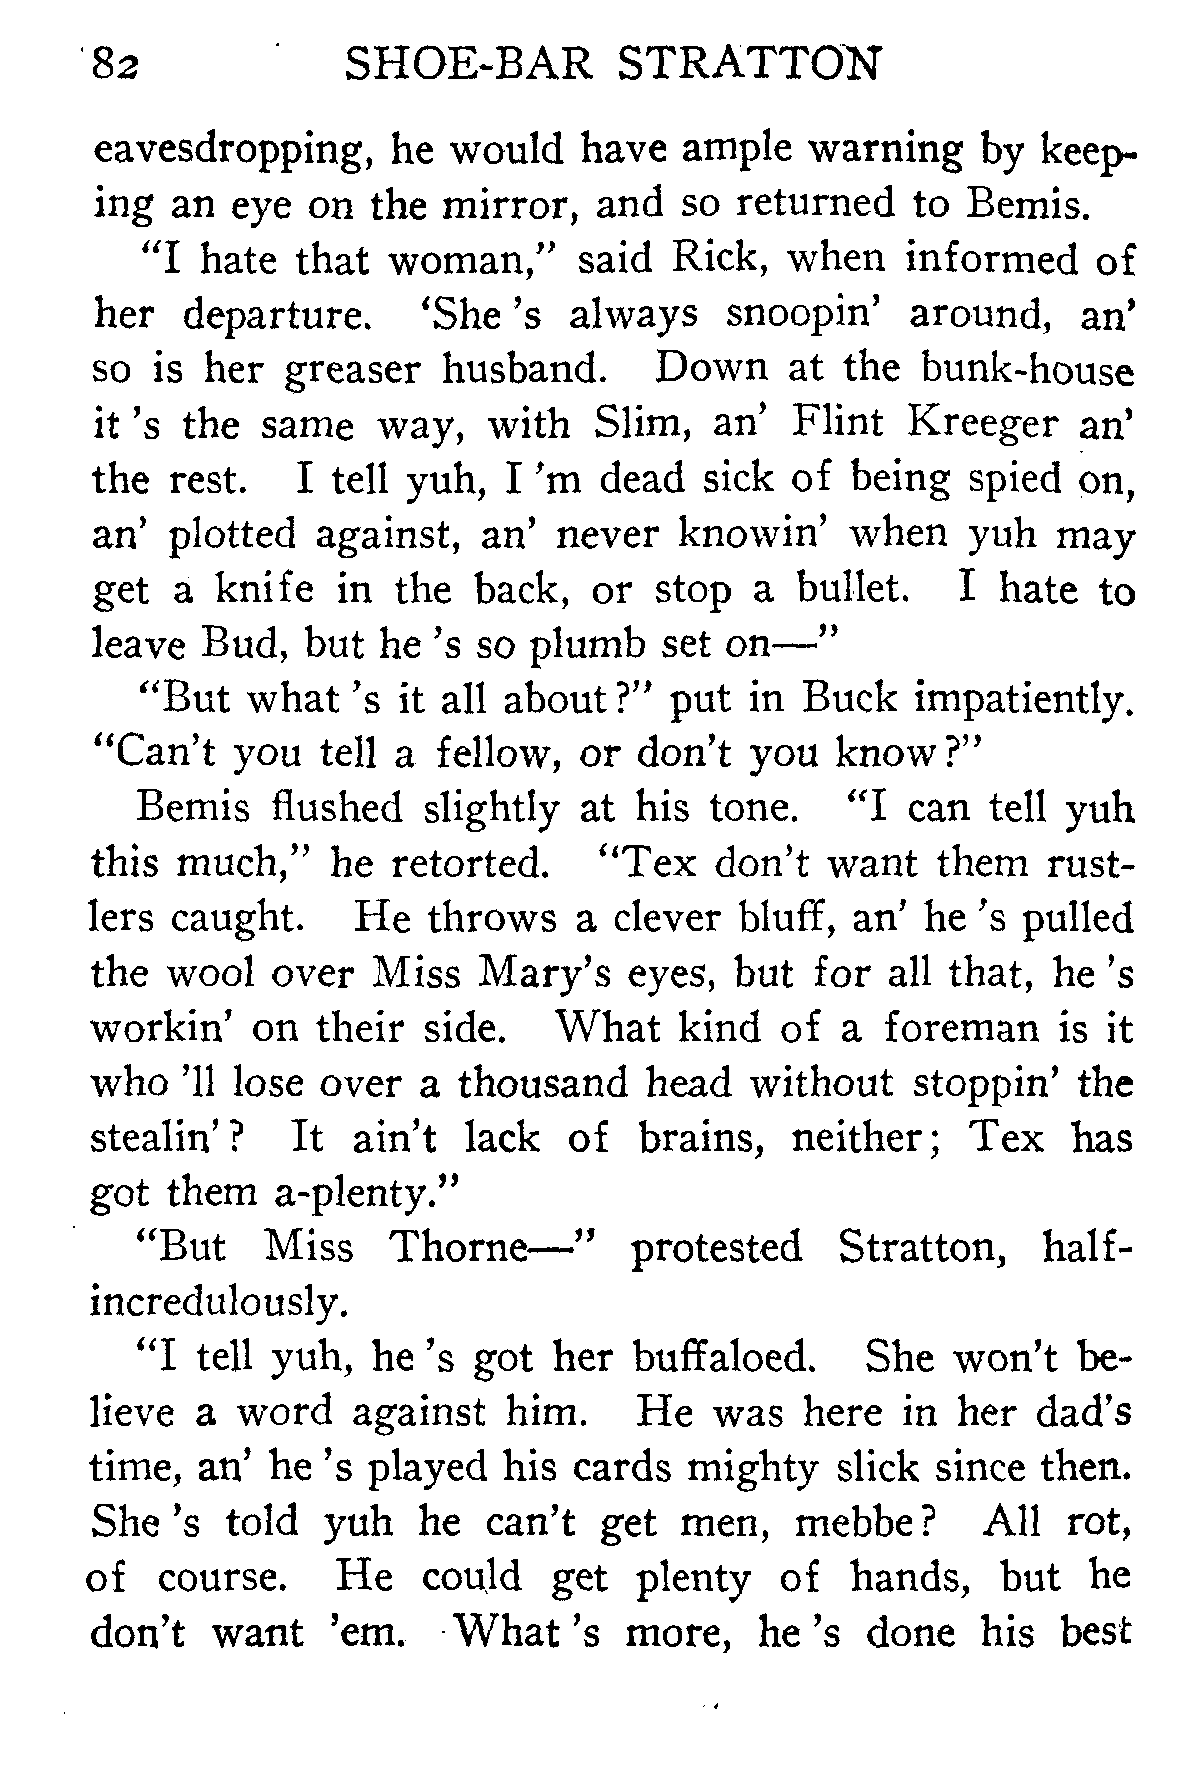 82 SHOE-BAR STRATTON
eavesdropping, he would have ample warning by keep-
ing an eye on the mirror, and so returned to Bemis.
“I hate that woman,” said Rick, when informed of
her departure. ‘She ’s always snoopin’ around, an’
so is her greaser husband. Down at the bunk-house
it ’s the same way, with Slim, an’ Flint Kreeger an’
the rest. I tell yuh, I ’m dead sick of being spied on,
an’ plotted against, an’ never knowin’ when yuh may
get a knife in the back, or stop a bullet. I hate to
leave Bud, but he ’s so plumb set on—”
“But what ’s it all about?” put in Buck impatiently.
“Can’t you tell a fellow, or don’t you know?”
Bemis flushed slightly at his tone. “I can tell yuh
this much,” he retorted. “Tex don’t want them rust-
lers caught. He throws a clever bluff, an’ he ’s pulled
the wool over Miss Mary’s eyes, but for all that, he ’s
workin’ on their side. What kind of a foreman is it
who ’ll lose over a thousand head without stoppin’ the
stealin’? It ain’t lack of brains, neither; Tex has
got them a-plenty.”
“But Miss Thorne—” protested Stratton, half-
incredulously.
“I tell yuh, he ’s got her buffaloed. She won’t be-
lieve a word against him. He was here in her dad’s
time, an’ he ’s played his cards mighty slick since then.
She ’s told yuh he can’t get men, mebbe? All rot,
of course. He could get plenty of hands, but he
don’t want ’em. What ’s more, he ’s done his best